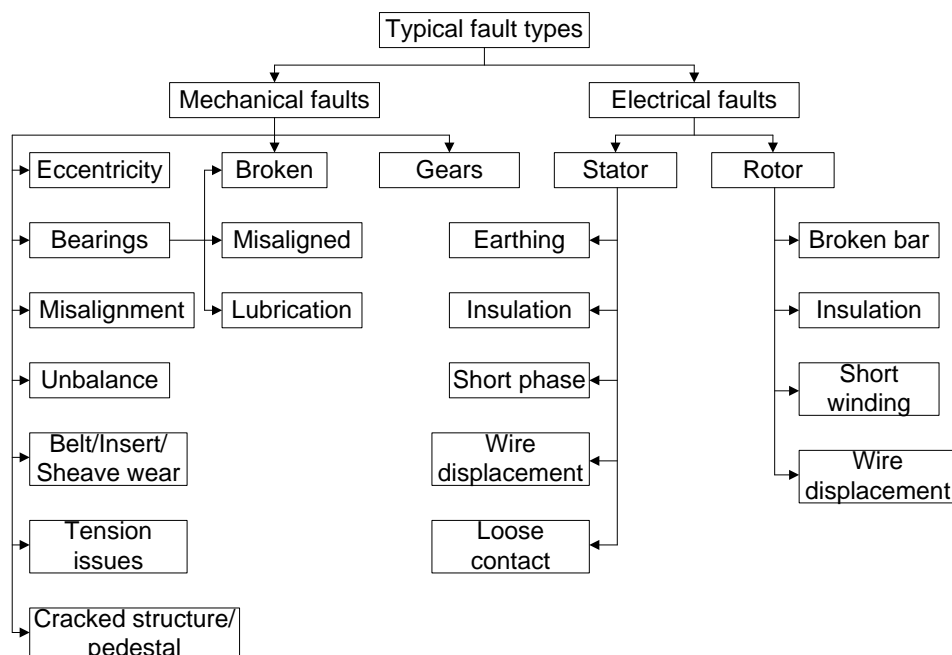 Typical fault types
Mechanical faults
Electrical faults
Eccentricity
Broken
Gears
Stator
Rotor
Bearings
Misaligned
Earthing
Broken bar
Misalignment
Lubrication
Insulation
Insulation
Unbalance
Short phase
Short
winding
Belt/Insert/
Sheave wear
Wire
displacement
Wire
displacement
Tension
issues
Loose
contact
Cracked structure/
pedestal